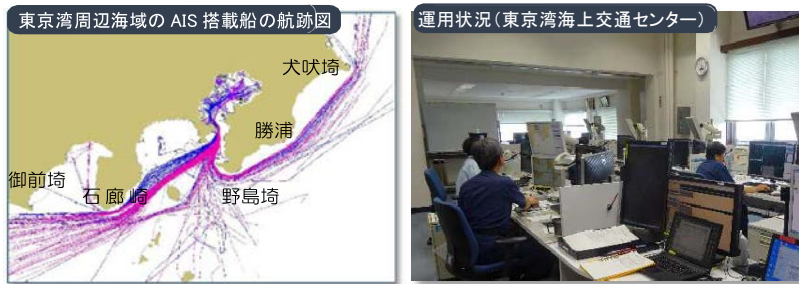 東京湾周辺海域の AIS 搭載船の航跡図
犬吠埼
勝浦
御前埼
石廊崎
野島埼
運用状況（東京湾海上交通センター）